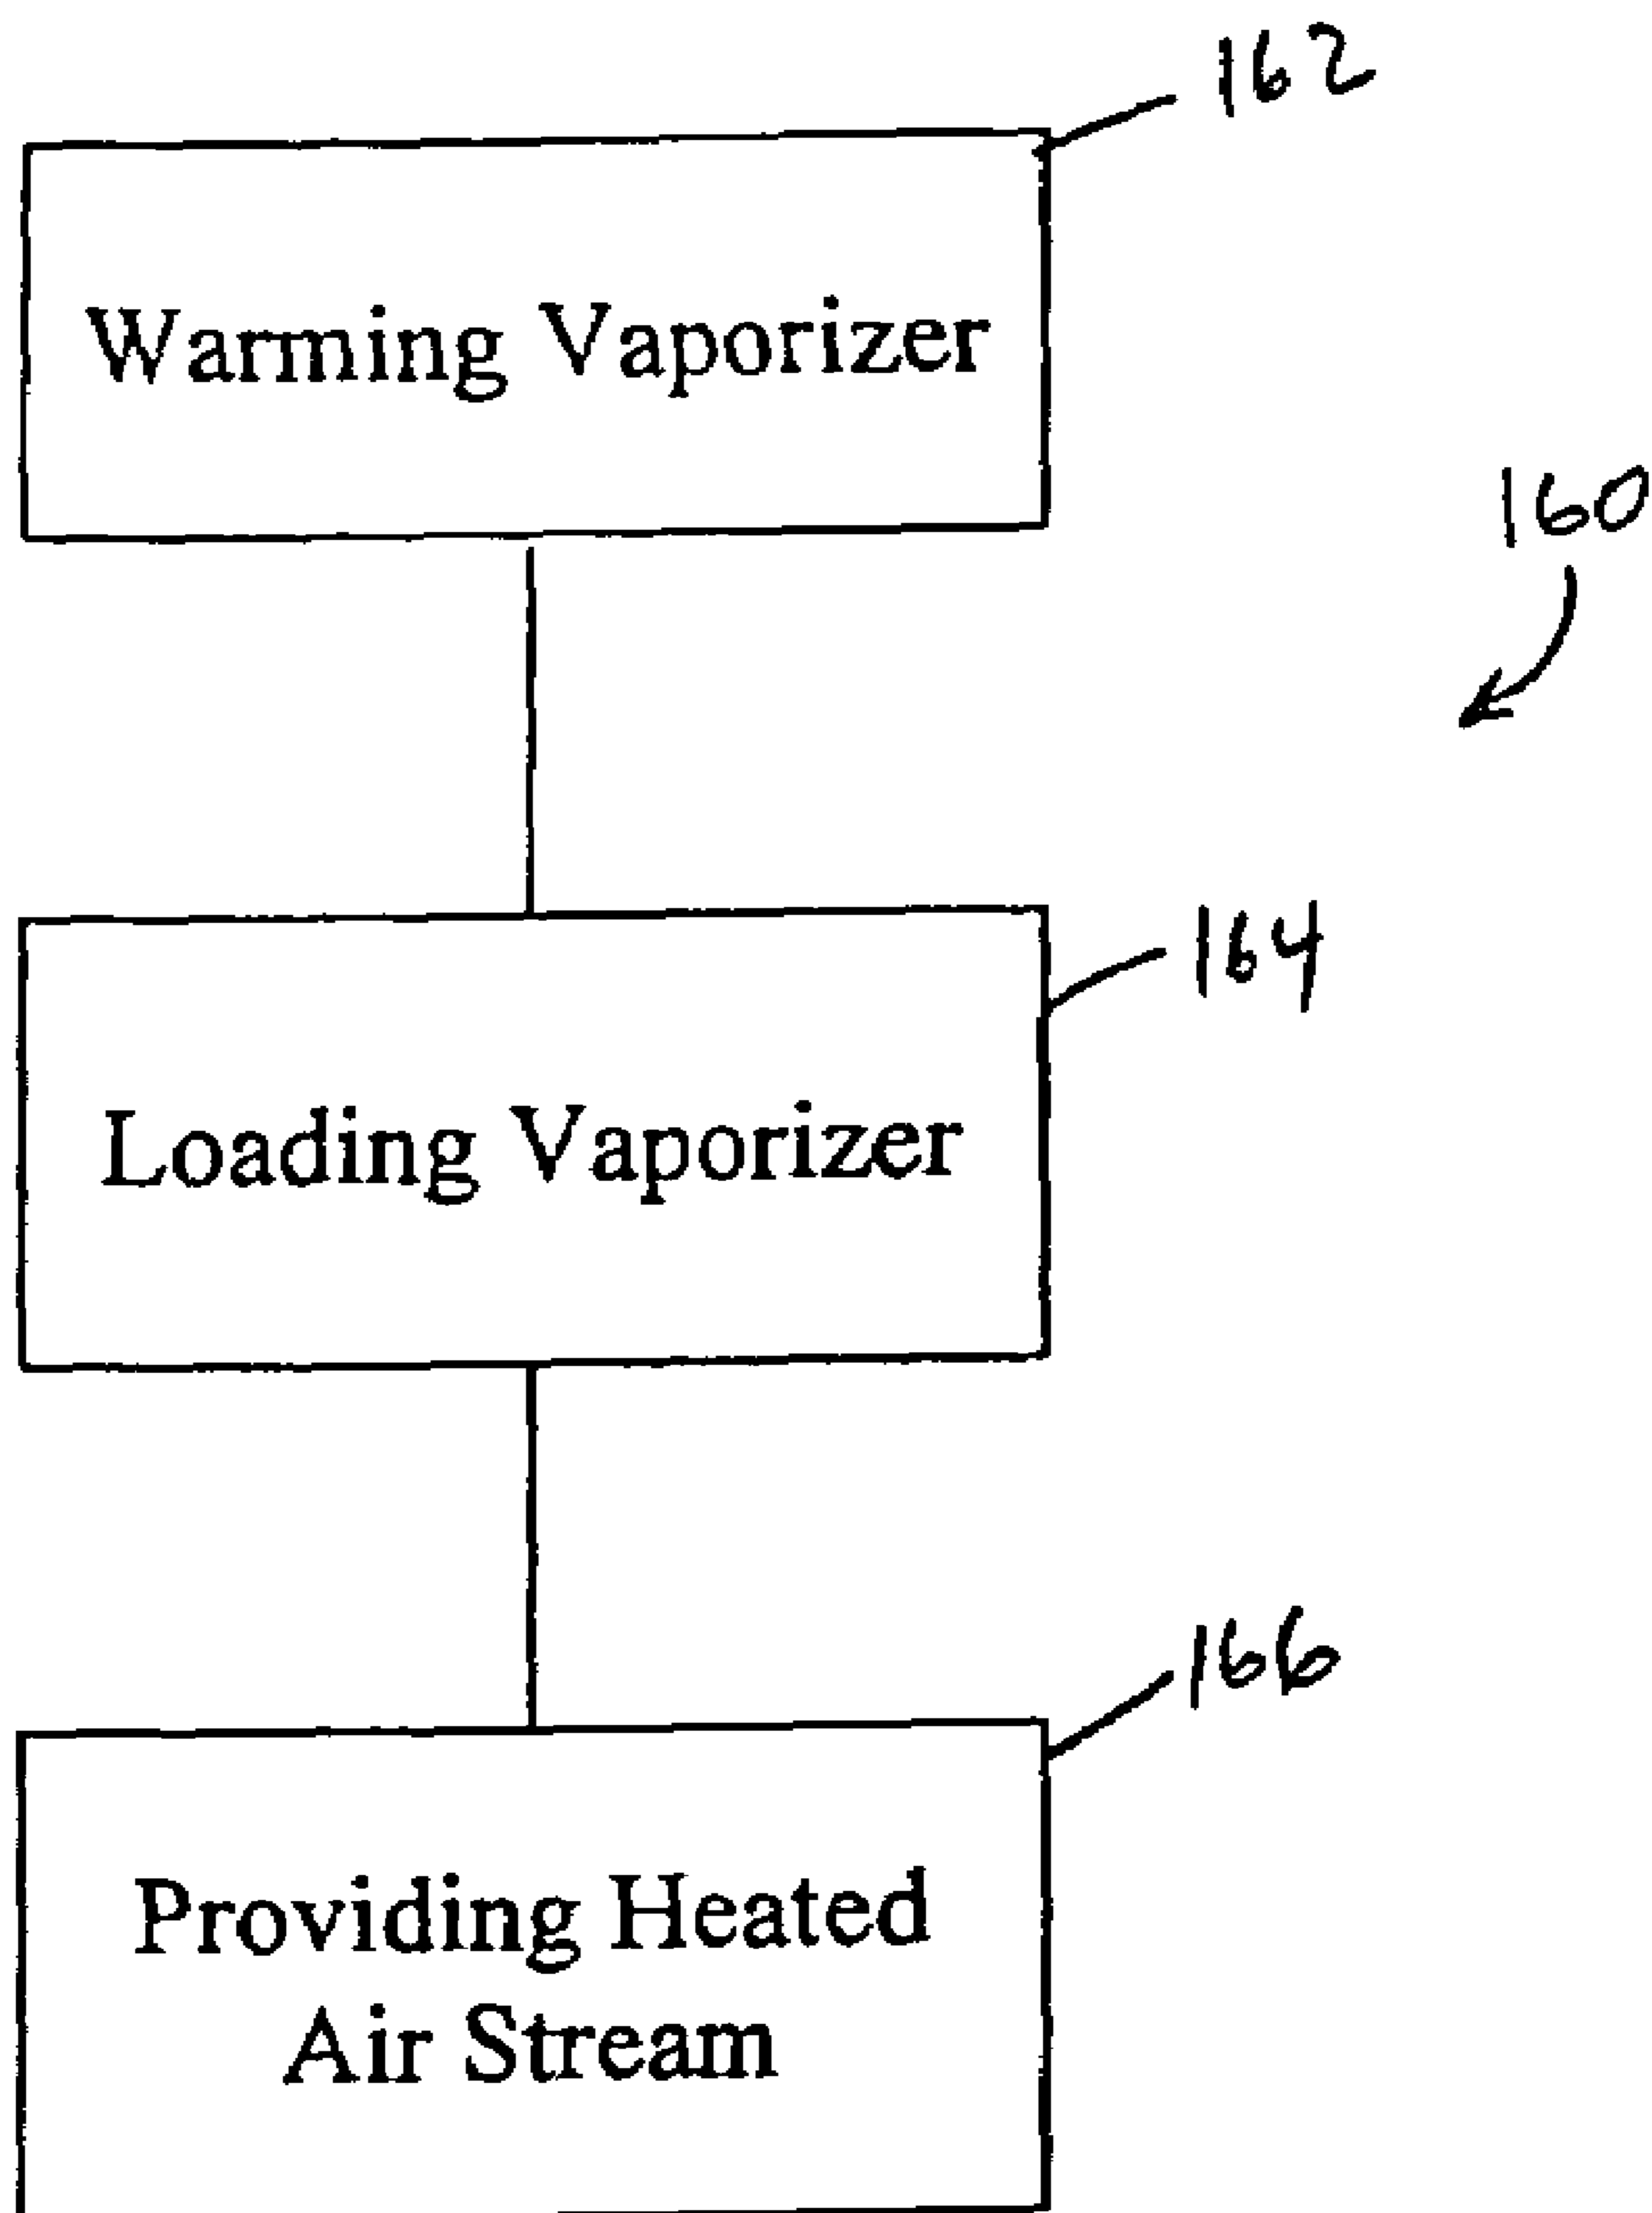 162
Warming Vaporizer
160
164
Loading Vaporizer
166
Providing Heated
Air Stream